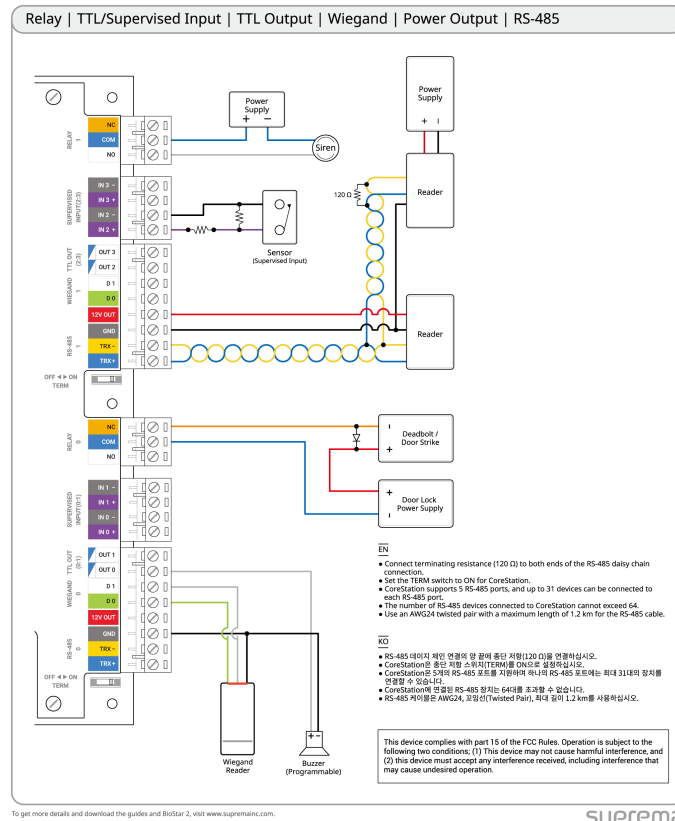 Relay | TTL/Supervised Input | TTL Output | Wiegand | Power Output | RS-485
Power
Supply
+ −
Siren
RELAY
1
NC
COM
NO
SUPERVISED
INPUT(2:3)
IN 3 −
IN 3 +
IN 2 −
IN 2 +
Sensor
(Supervised Input)
TTL OUT
(2:3)
OUT 3
OUT 2
WIEGAND
1
D 1
D 0
12V OUT
GND
RS-485
1
TRX −
TRX +
OFF ◄ ► ON
TERM
Power
Supply
+ −
120 Ω
Reader
Reader
RELAY
0
NC
COM
NO
−
Deadbolt /
Door Strike
+
+
Door Lock
Power Supply
−
SUPERVISED
INPUT(0:1)
IN 1 −
IN 1 +
IN 0 −
IN 0 +
TTL OUT
(0:1)
OUT 1
OUT 0
WIEGAND
0
D 1
D 0
12V OUT
GND
RS-485
0
TRX −
TRX +
OFF ◄ ► ON
TERM
Wiegand
Reader
+ −
Buzzer
(Programmable)
EN
● Connect terminating resistance (120 Ω) to both ends of the RS-485 daisy chain
connection.
● Set the TERM switch to ON for CoreStation.
● CoreStation supports 5 RS-485 ports, and up to 31 devices can be connected to
each RS-485 port.
● The number of RS-485 devices connected to CoreStation cannot exceed 64.
● Use an AWG24 twisted pair with a maximum length of 1.2 km for the RS-485 cable.
KO
● RS-485 데이지 체인 연결의 양 끝에 종단 저항(120 Ω)을 연결하십시오.
● CoreStation은 종단 저항 스위치(TERM)를 ON으로 설정하십시오.
● CoreStation은 5개의 RS-485 포트를 지원하며 하나의 RS-485 포트에는 최대 31대의 장치를
연결할 수 있습니다.
● CoreStation에 연결된 RS-485 장치는 64대를 초과할 수 없습니다.
● RS-485 케이블은 AWG24, 꼬임선(Twisted Pair), 최대 길이 1.2 km를 사용하십시오.
This device complies with part 15 of the FCC Rules. Operation is subject to the
following two conditions; (1) This device may not cause harmful interference, and
(2) this device must accept any interference received, including interference that
may cause undesired operation.
To get more details and download the guides and BioStar 2, visit www.supremainc.com.
suprema